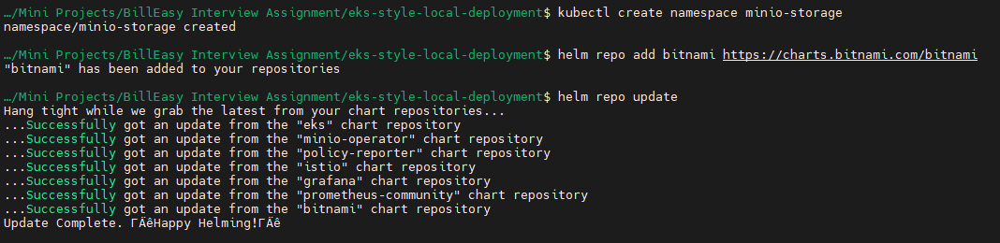 …/Mini Projects/BillEasy Interview Assignment/eks-style-local-deployment$ kubectl create namespace minio-storage
namespace/minio-storage created
…/Mini Projects/BillEasy Interview Assignment/eks-style-local-deployment$ helm repo add bitnami https://charts.bitnami.com/bitnami
"bitnami" has been added to your repositories
…/Mini Projects/BillEasy Interview Assignment/eks-style-local-deployment$ helm repo update
Hang tight while we grab the latest from your chart repositories...
...Successfully got an update from the "eks" chart repository
...Successfully got an update from the "minio-operator" chart repository
...Successfully got an update from the "policy-reporter" chart repository
...Successfully got an update from the "istio" chart repository
...Successfully got an update from the "grafana" chart repository
...Successfully got an update from the "prometheus-community" chart repository
...Successfully got an update from the "bitnami" chart repository
Update Complete. ΓÄêHappy Helming!ΓÄê